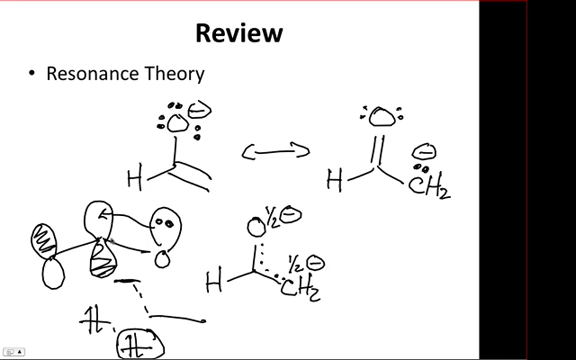 Review
• Resonance Theory
O ⊖
H
O
H
⊖
CH2
O ½ ⊖
H
½ ⊖
CH2